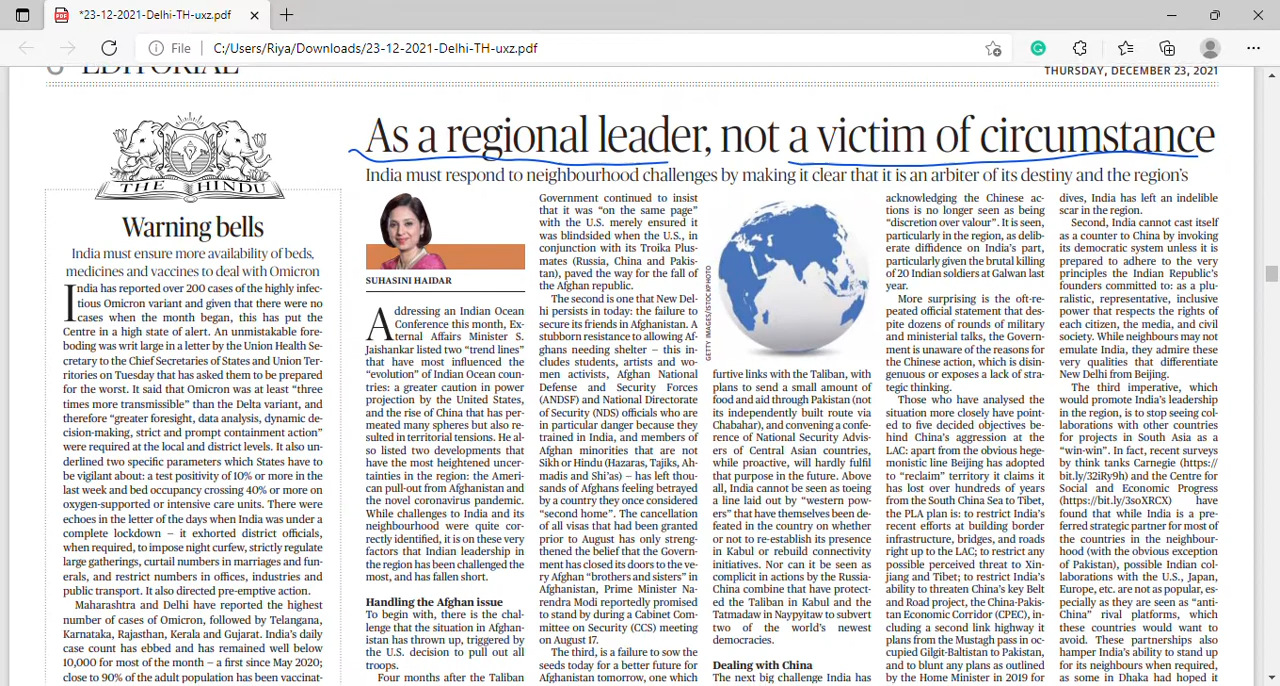 *23-12-2021-Delhi-TH-uxz.pdf
File
C:/Users/Riya/Downloads/23-12-2021-Delhi-TH-uxz.pdf
EDITORIAL
THURSDAY, DECEMBER 23, 2021
THE HINDU
Warning bells
India must ensure more availability of beds,
medicines and vaccines to deal with Omicron
India has reported over 200 cases of the highly infec-
tious Omicron variant and given that there were no
cases when the month began, this has put the
Centre in a high state of alert. An unmistakable fore-
boding was writ large in a letter by the Union Health Se-
cretary to the Chief Secretaries of States and Union Ter-
ritories on Tuesday that has asked them to be prepared
for the worst. It said that Omicron was at least “three
times more transmissible” than the Delta variant, and
therefore “greater foresight, data analysis, dynamic de-
cision-making, strict and prompt containment action”
were required at the local and district levels. It also un-
derlined two specific parameters which States have to
be vigilant about: a test positivity of 10% or more in the
last week and bed occupancy crossing 40% or more on
oxygen-supported or intensive care units. There were
echoes in the letter of the days when India was under a
complete lockdown – it exhorted district officials,
when required, to impose night curfew, strictly regulate
large gatherings, curtail numbers in marriages and fun-
erals, and restrict numbers in offices, industries and
public transport. It also directed pre-emptive action.
Maharashtra and Delhi have reported the highest
number of cases of Omicron, followed by Telangana,
Karnataka, Rajasthan, Kerala and Gujarat. India’s daily
case count has ebbed and has remained well below
10,000 for most of the month – a first since May 2020;
close to 90% of the adult population has been vaccinat-
As a regional leader, not a victim of circumstance
India must respond to neighbourhood challenges by making it clear that it is an arbiter of its destiny and the region’s
SUHASINI HAIDAR
Addressing an Indian Ocean
Conference this month, Ex-
ternal Affairs Minister S.
Jaishankar listed two “trend lines”
that have most influenced the
“evolution” of Indian Ocean coun-
tries: a greater caution in power
projection by the United States,
and the rise of China that has per-
meated many spheres but also re-
sulted in territorial tensions. He al-
so listed two developments that
have the most heightened uncer-
tainties in the region: the Ameri-
can pull-out from Afghanistan and
the novel coronavirus pandemic.
While challenges to India and its
neighbourhood were quite cor-
rectly identified, it is on these very
factors that Indian leadership in
the region has been challenged the
most, and has fallen short.
Handling the Afghan issue
To begin with, there is the chal-
lenge that the situation in Afghan-
istan has thrown up, triggered by
the U.S. decision to pull out all
troops.
Four months after the Taliban
Government continued to insist
that it was “on the same page”
with the U.S. merely ensured it
was blindsided when the U.S., in
conjunction with its Troika Plus-
mates (Russia, China and Pakis-
tan), paved the way for the fall of
the Afghan republic.
The second is one that New Del-
hi persists in today: the failure to
secure its friends in Afghanistan. A
stubborn resistance to allowing Af-
ghans needing shelter – this in-
cludes students, artists and wo-
men activists, Afghan National
Defense and Security Forces
(ANDSF) and National Directorate
of Security (NDS) officials who are
in particular danger because they
trained in India, and members of
Afghan minorities that are not
Sikh or Hindu (Hazaras, Tajiks, Ah-
madis and Shi’as) – has left thou-
sands of Afghans feeling betrayed
by a country they once considered
“second home”. The cancellation
of all visas that had been granted
prior to August has only streng-
thened the belief that the Govern-
ment has closed its doors to the ve-
ry Afghan “brothers and sisters” in
Afghanistan, Prime Minister Na-
rendra Modi reportedly promised
to stand by during a Cabinet Com-
mittee on Security (CCS) meeting
on August 17.
The third, is a failure to sow the
seeds today for a better future for
Afghanistan tomorrow, one which
GETTY IMAGES/ISTOCKPHOTO
furtive links with the Taliban, with
plans to send a small amount of
food and aid through Pakistan (not
its independently built route via
Chabahar), and convening a confe-
rence of National Security Advis-
ers of Central Asian countries,
while proactive, will hardly fulfil
that purpose in the future. Above
all, India cannot be seen as toeing
a line laid out by “western pow-
ers” that have themselves been de-
feated in the country on whether
or not to re-establish its presence
in Kabul or rebuild connectivity
initiatives. Nor can it be seen as
complicit in actions by the Russia-
China combine that have protect-
ed the Taliban in Kabul and the
Tatmadaw in Naypyitaw to subvert
two of the world’s newest
democracies.
Dealing with China
The next big challenge India has
acknowledging the Chinese ac-
tions is no longer seen as being
“discretion over valour”. It is seen,
particularly in the region, as delib-
erate diffidence on India’s part,
particularly given the brutal killing
of 20 Indian soldiers at Galwan last
year.
More surprising is the oft-re-
peated official statement that des-
pite dozens of rounds of military
and ministerial talks, the Govern-
ment is unaware of the reasons for
the Chinese action, which is disin-
genuous or exposes a lack of stra-
tegic thinking.
Those who have analysed the
situation more closely have point-
ed to five decided objectives be-
hind China’s aggression at the
LAC: apart from the obvious hege-
monistic line Beijing has adopted
to “reclaim” territory it claims it
has lost over hundreds of years
from the South China Sea to Tibet,
the PLA plan is: to restrict India’s
recent efforts at building border
infrastructure, bridges, and roads
right up to the LAC; to restrict any
possible perceived threat to Xin-
jiang and Tibet; to restrict India’s
ability to threaten China’s key Belt
and Road project, the China-Pakis-
tan Economic Corridor (CPEC), in-
cluding a second link highway it
plans from the Mustagh pass in oc-
cupied Gilgit-Baltistan to Pakistan,
and to blunt any plans as outlined
by the Home Minister in 2019 for
dives, India has left an indelible
scar in the region.
Second, India cannot cast itself
as a counter to China by invoking
its democratic system unless it is
prepared to adhere to the very
principles the Indian Republic’s
founders committed to: as a plu-
ralistic, representative, inclusive
power that respects the rights of
each citizen, the media, and civil
society. While neighbours may not
emulate India, they admire these
very qualities that differentiate
New Delhi from Beijing.
The third imperative, which
would promote India’s leadership
in the region, is to stop seeing col-
laborations with other countries
for projects in South Asia as a
“win-win”. In fact, recent surveys
by think tanks Carnegie (https://
bit.ly/32iRy9h) and the Centre for
Social and Economic Progress
(https://bit.ly/3soXRCX) have
found that while India is a pre-
ferred strategic partner for most of
the countries in the neighbour-
hood (with the obvious exception
of Pakistan), possible Indian col-
laborations with the U.S., Japan,
Europe, etc. are not as popular, es-
pecially as they are seen as “anti-
China” rival platforms, which
these countries would want to
avoid. These partnerships also
hamper India’s ability to stand up
for its neighbours when required,
as some in Dhaka had hoped it